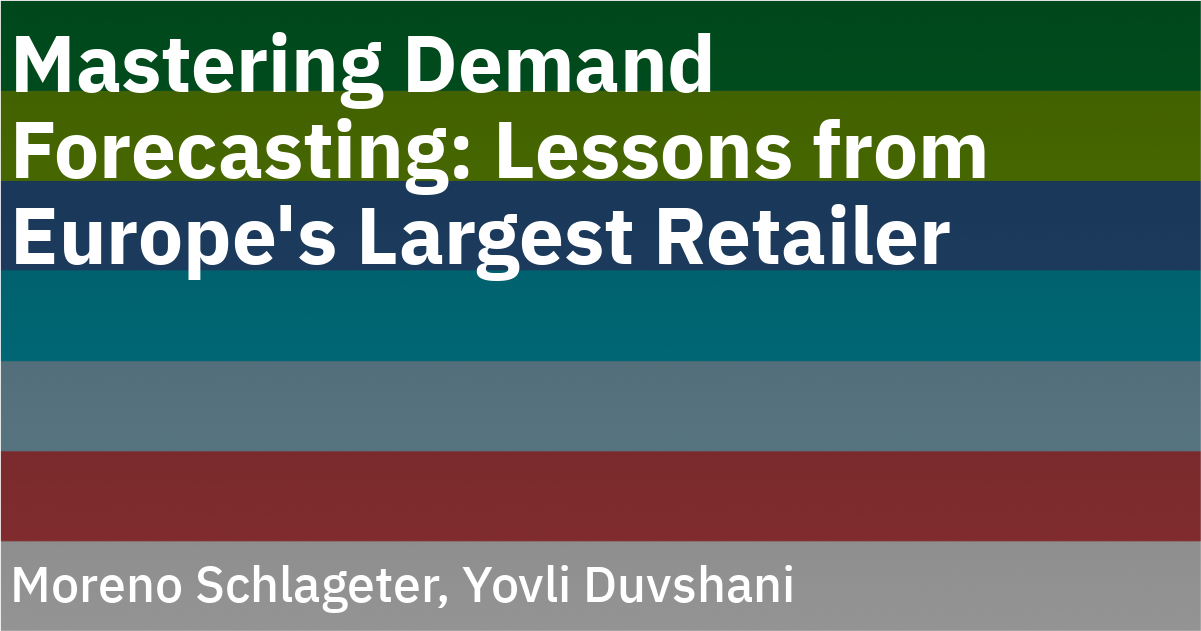 Mastering Demand
Forecasting: Lessons from
Europe's Largest Retailer
Moreno Schlageter, Yovli Duvshani